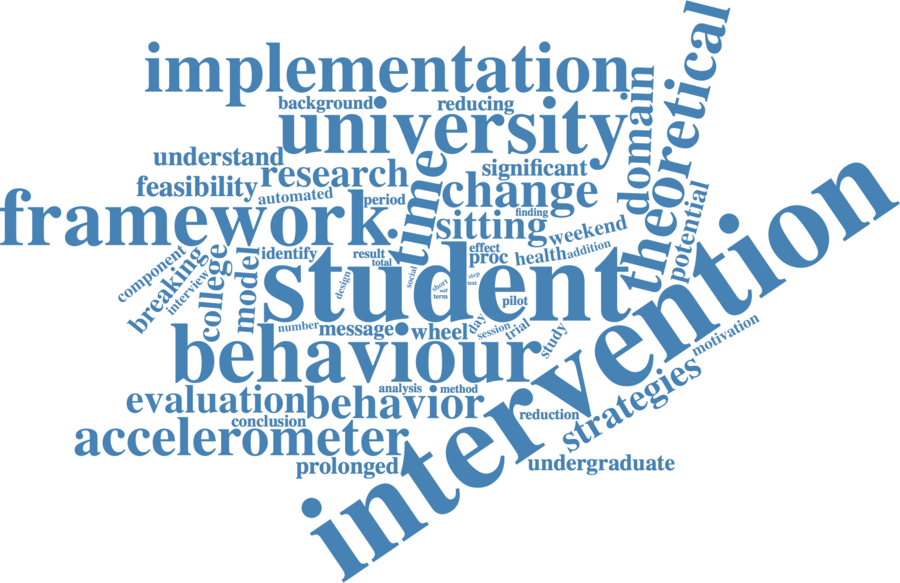 implementation
background
reducing
university
theoretical
domain
understand
research
significant
feasibility
automated
period
time
change
framework
sitting
finding
weekend
potential
identify
result
total
effect
proc
health
addition
component
breaking
interview
college
model
student
design
social
short
term
step
text
pilot
number
message
wheel
day
session
trial
study
motivation
behaviour
intervention
analysis
method
evaluation
behavior
reduction
strategies
conclusion
accelerometer
prolonged
undergraduate